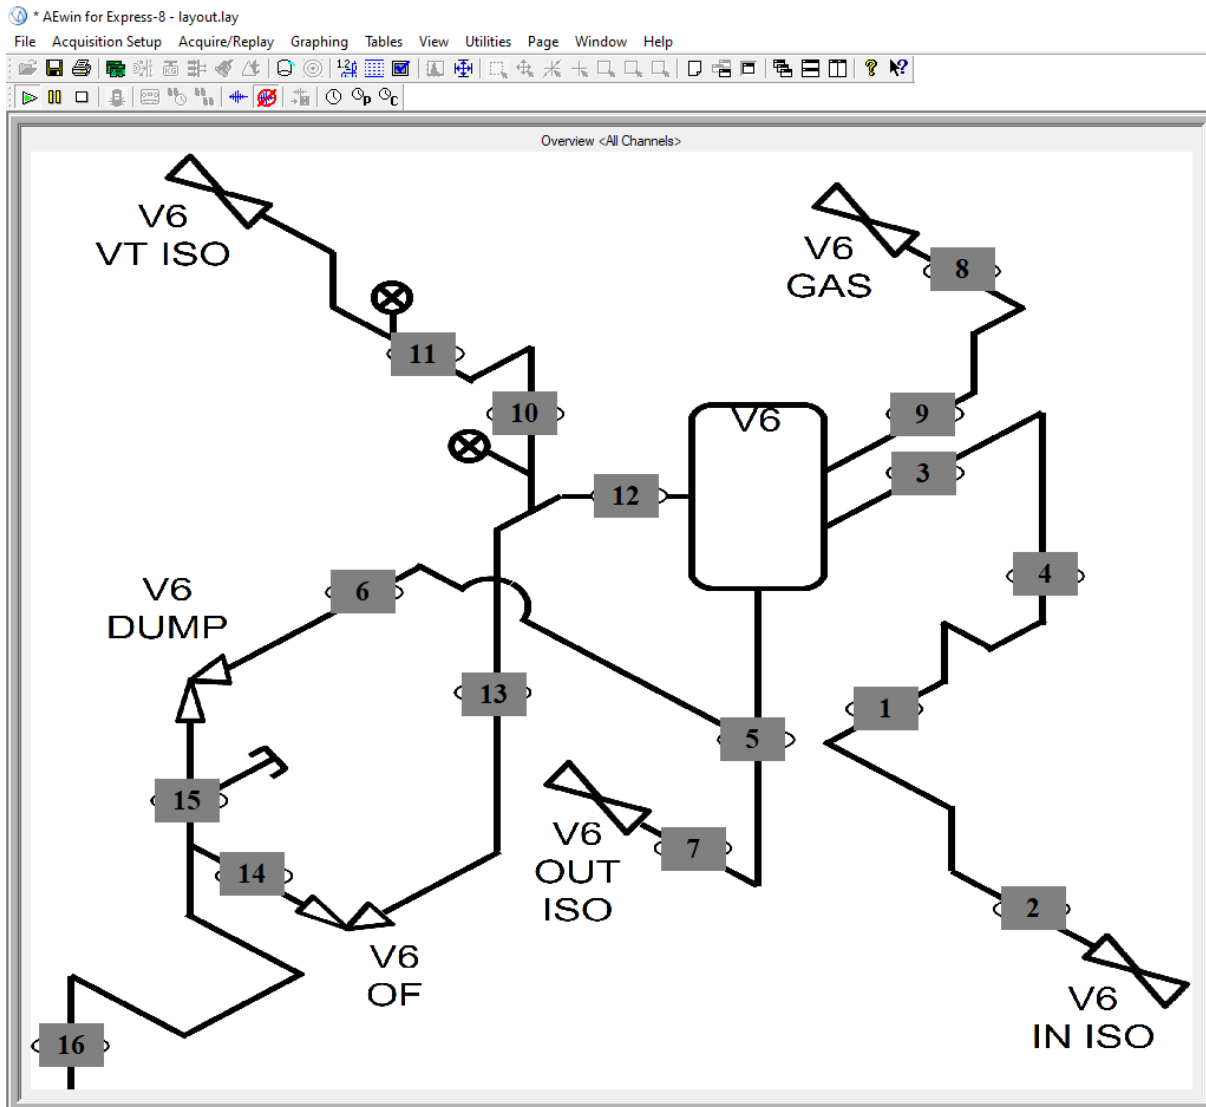 * AEwin for Express-8 - layout.lay
File Acquisition Setup Acquire/Replay Graphing Tables View Utilities Page Window Help
Overview <All Channels>
V6
VT ISO
V6
GAS
8
11
10
V6
9
3
12
4
V6
DUMP
6
13
1
5
15
V6
OUT
ISO
7
14
2
V6
OF
V6
IN ISO
16